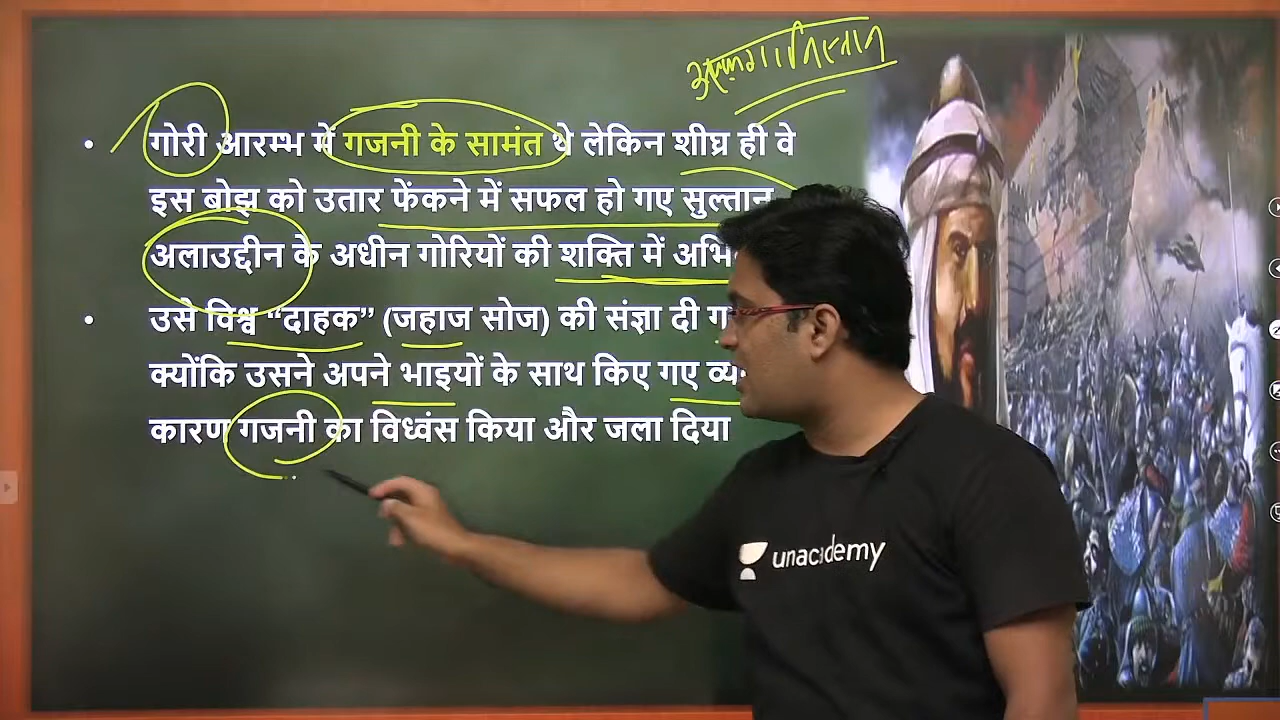 अफगानिस्तान
• गोरी आरम्भ में गजनी के सामंत थे लेकिन शीघ्र ही वे
इस बोझ को उतार फेंकने में सफल हो गए सुल्तान
अलाउद्दीन के अधीन गोरियों की शक्ति में
• उसे विश्व “दाहक” (जहाज सोज) की संज्ञा दी
क्योंकि उसने अपने भाइयों के साथ किए गए
कारण गजनी का विध्वंस किया और जला दिया
unacademy